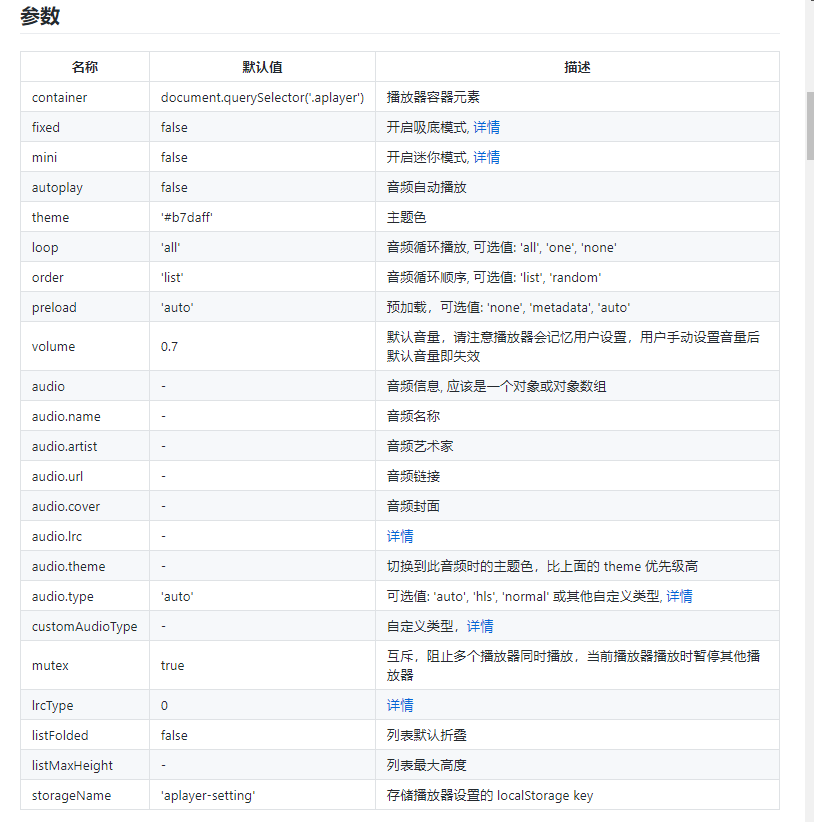 参数
名称 默认值 描述
container document.querySelector('.aplayer') 播放器容器元素
fixed false 开启吸底模式, 详情
mini false 开启迷你模式, 详情
autoplay false 音频自动播放
theme '#b7daff' 主题色
loop 'all' 音频循环播放, 可选值: 'all', 'one', 'none'
order 'list' 音频循环顺序, 可选值: 'list', 'random'
preload 'auto' 预加载，可选值: 'none', 'metadata', 'auto'
volume 0.7 默认音量，请注意播放器会记忆用户设置，用户手动设置音量后
默认音量即失效
audio - 音频信息, 应该是一个对象或对象数组
audio.name - 音频名称
audio.artist - 音频艺术家
audio.url - 音频链接
audio.cover - 音频封面
audio.lrc - 详情
audio.theme - 切换到此音频时的主题色，比上面的 theme 优先级高
audio.type 'auto' 可选值: 'auto', 'hls', 'normal' 或其他自定义类型, 详情
customAudioType - 自定义类型，详情
mutex true 互斥，阻止多个播放器同时播放，当前播放器播放时暂停其他播
放器
lrcType 0 详情
listFolded false 列表默认折叠
listMaxHeight - 列表最大高度
storageName 'aplayer-setting' 存储播放器设置的 localStorage key